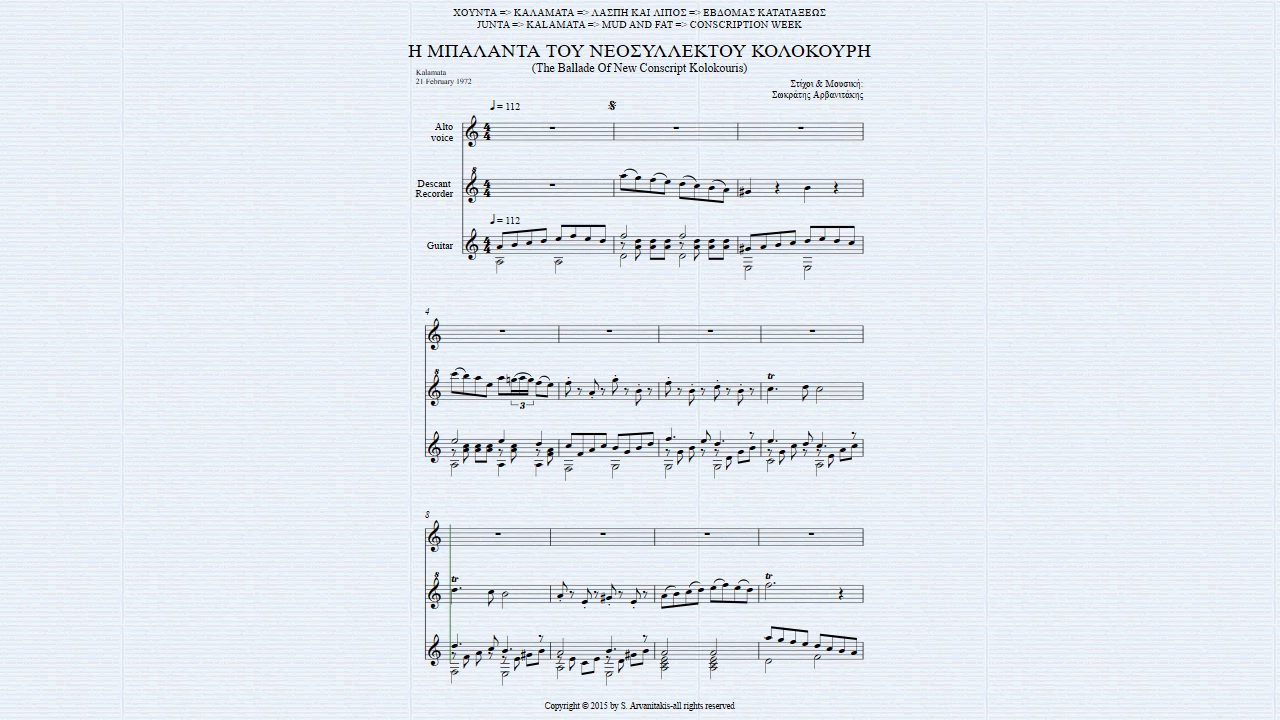 ΧΟΥΝΤΑ => ΚΑΛΑΜΑΤΑ => ΛΑΣΠΗ ΚΑΙ ΛΙΠΟΣ => ΕΒΔΟΜΑΣ ΚΑΤΑΤΑΞΕΩΣ
JUNTA => KALAMATA => MUD AND FAT => CONSCRIPTION WEEK
Η ΜΠΑΛΑΝΤΑ ΤΟΥ ΝΕΟΣΥΛΛΕΚΤΟΥ ΚΟΛΟΚΟΥΡΗ
(The Ballade Of New Conscript Kolokouris)
Kalamata
21 February 1972
Στίχοι & Μουσική:
Σωκράτης Αρβανιτάκης
♩ = 112
Alto
voice
Descant
Recorder
♩ = 112
Guitar
4
tr
3
8
tr
tr
Copyright © 2015 by S. Arvanitakis-all rights reserved